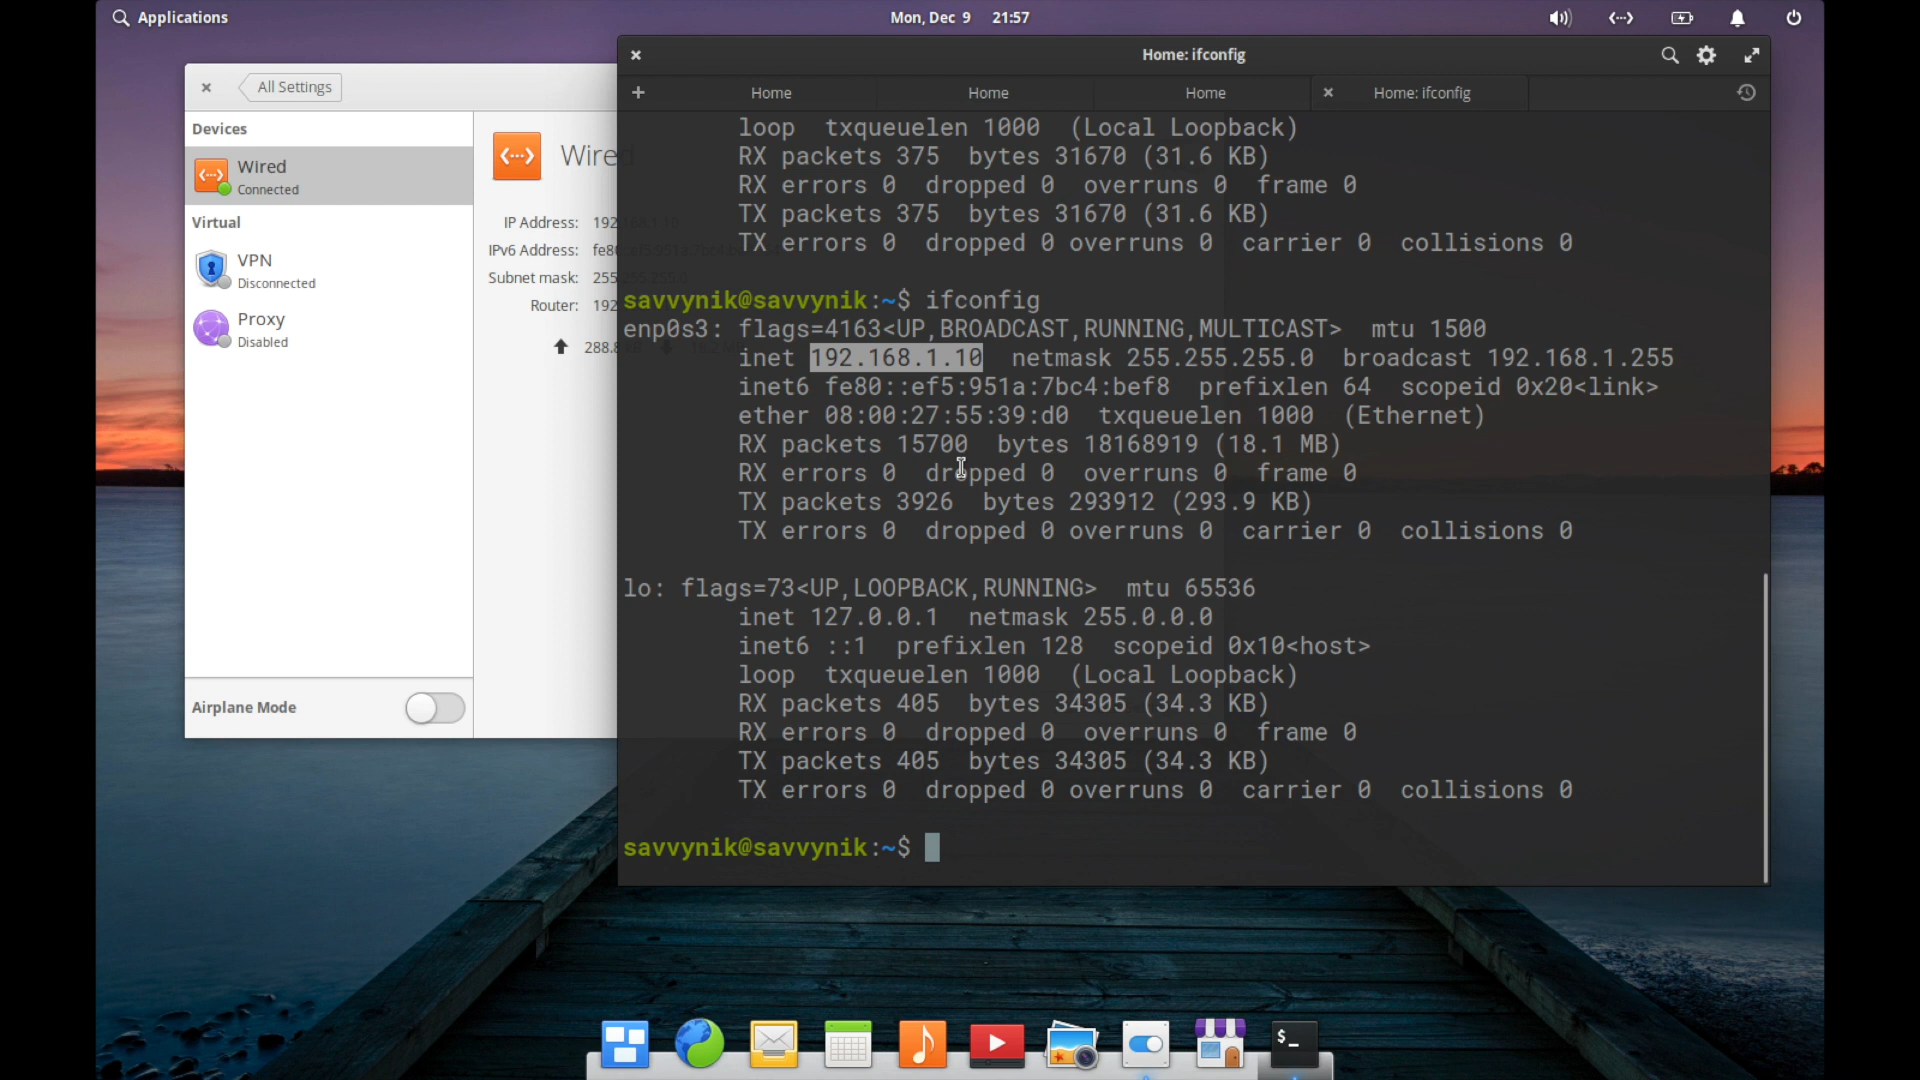 Applications
Mon, Dec 9 21:57
All Settings
Devices
Wired
Connected
Virtual
VPN
Disconnected
Proxy
Disabled
Airplane Mode
Wired
IP Address: 192
IPv6 Address: fe80
Subnet mask: 255
Router: 192
288.8
Home: ifconfig
Home
Home
Home
Home: ifconfig
loop txqueuelen 1000 (Local Loopback)
RX packets 375 bytes 31670 (31.6 KB)
RX errors 0 dropped 0 overruns 0 frame 0
TX packets 375 bytes 31670 (31.6 KB)
TX errors 0 dropped 0 overruns 0 carrier 0 collisions 0
savvynik@savvynik:~$ ifconfig
enp0s3: flags=4163<UP,BROADCAST,RUNNING,MULTICAST> mtu 1500
inet 192.168.1.10 netmask 255.255.255.0 broadcast 192.168.1.255
inet6 fe80::ef5:951a:7bc4:bef8 prefixlen 64 scopeid 0x20<link>
ether 08:00:27:55:39:d0 txqueuelen 1000 (Ethernet)
RX packets 15700 bytes 18168919 (18.1 MB)
RX errors 0 dropped 0 overruns 0 frame 0
TX packets 3926 bytes 293912 (293.9 KB)
TX errors 0 dropped 0 overruns 0 carrier 0 collisions 0
lo: flags=73<UP,LOOPBACK,RUNNING> mtu 65536
inet 127.0.0.1 netmask 255.0.0.0
inet6 ::1 prefixlen 128 scopeid 0x10<host>
loop txqueuelen 1000 (Local Loopback)
RX packets 405 bytes 34305 (34.3 KB)
RX errors 0 dropped 0 overruns 0 frame 0
TX packets 405 bytes 34305 (34.3 KB)
TX errors 0 dropped 0 overruns 0 carrier 0 collisions 0
savvynik@savvynik:~$
$_